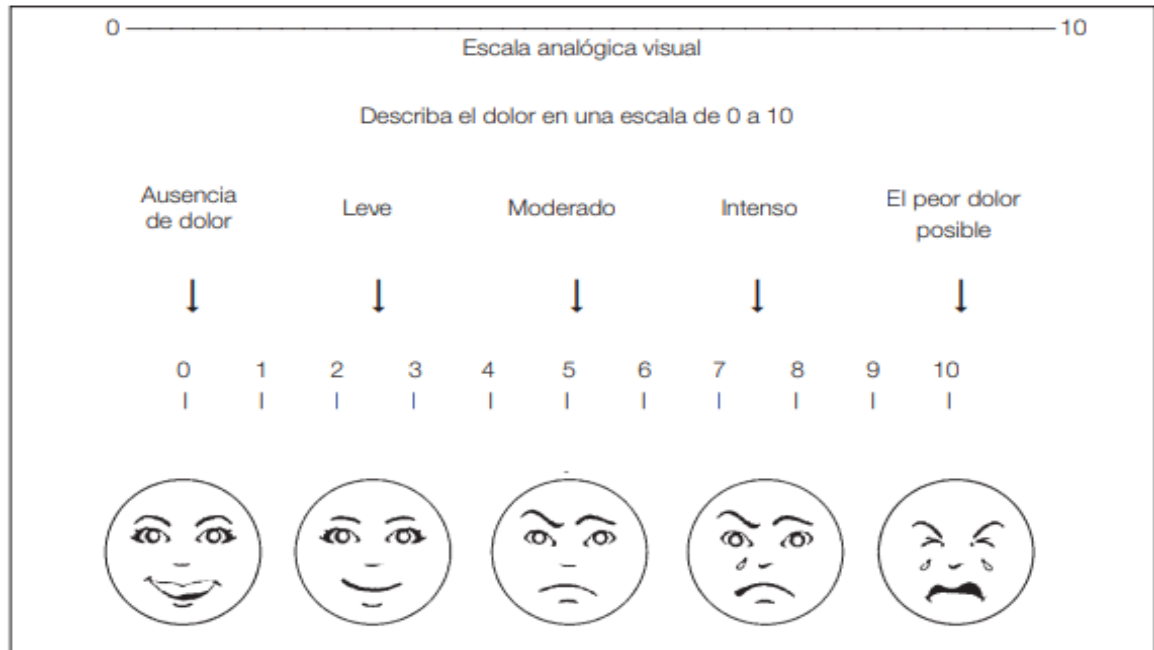 0 10
Escala analógica visual
Describa el dolor en una escala de 0 a 10
Ausencia de dolor
Leve
Moderado
Intenso
El peor dolor posible
0 1 2 3 4 5 6 7 8 9 10